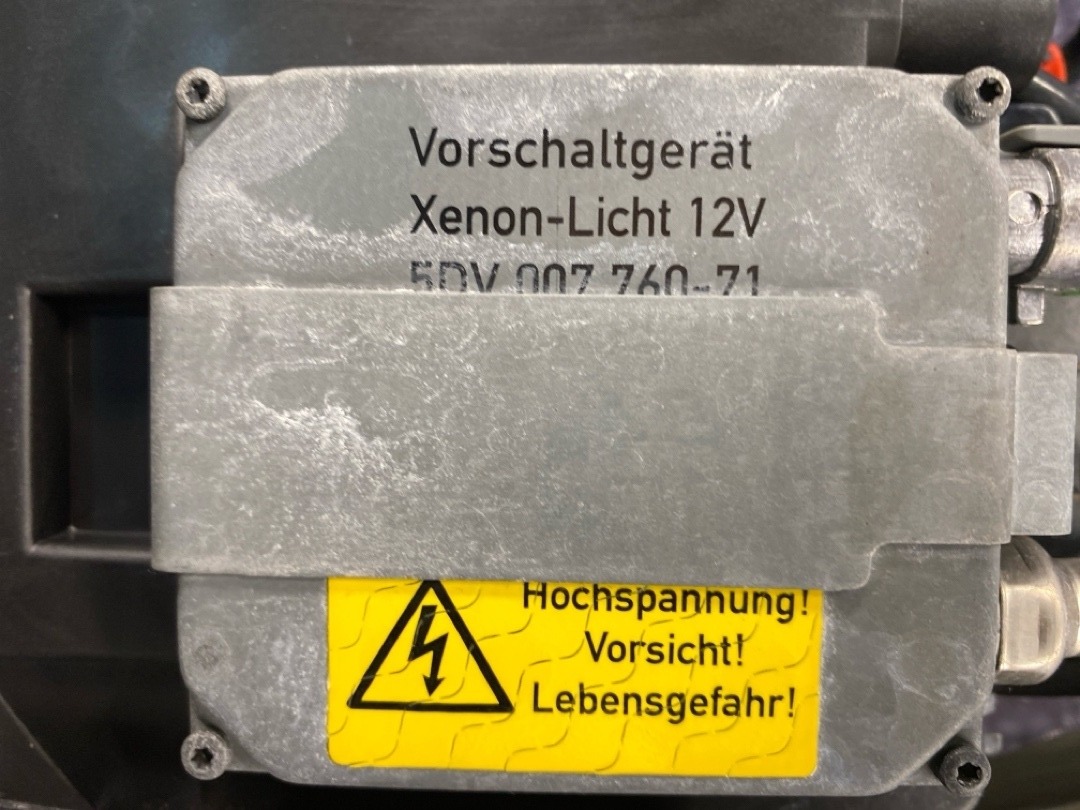 Vorschaltgerät
Xenon-Licht 12V
5DV 007 760-71
Hochspannung!
Vorsicht!
Lebensgefahr!